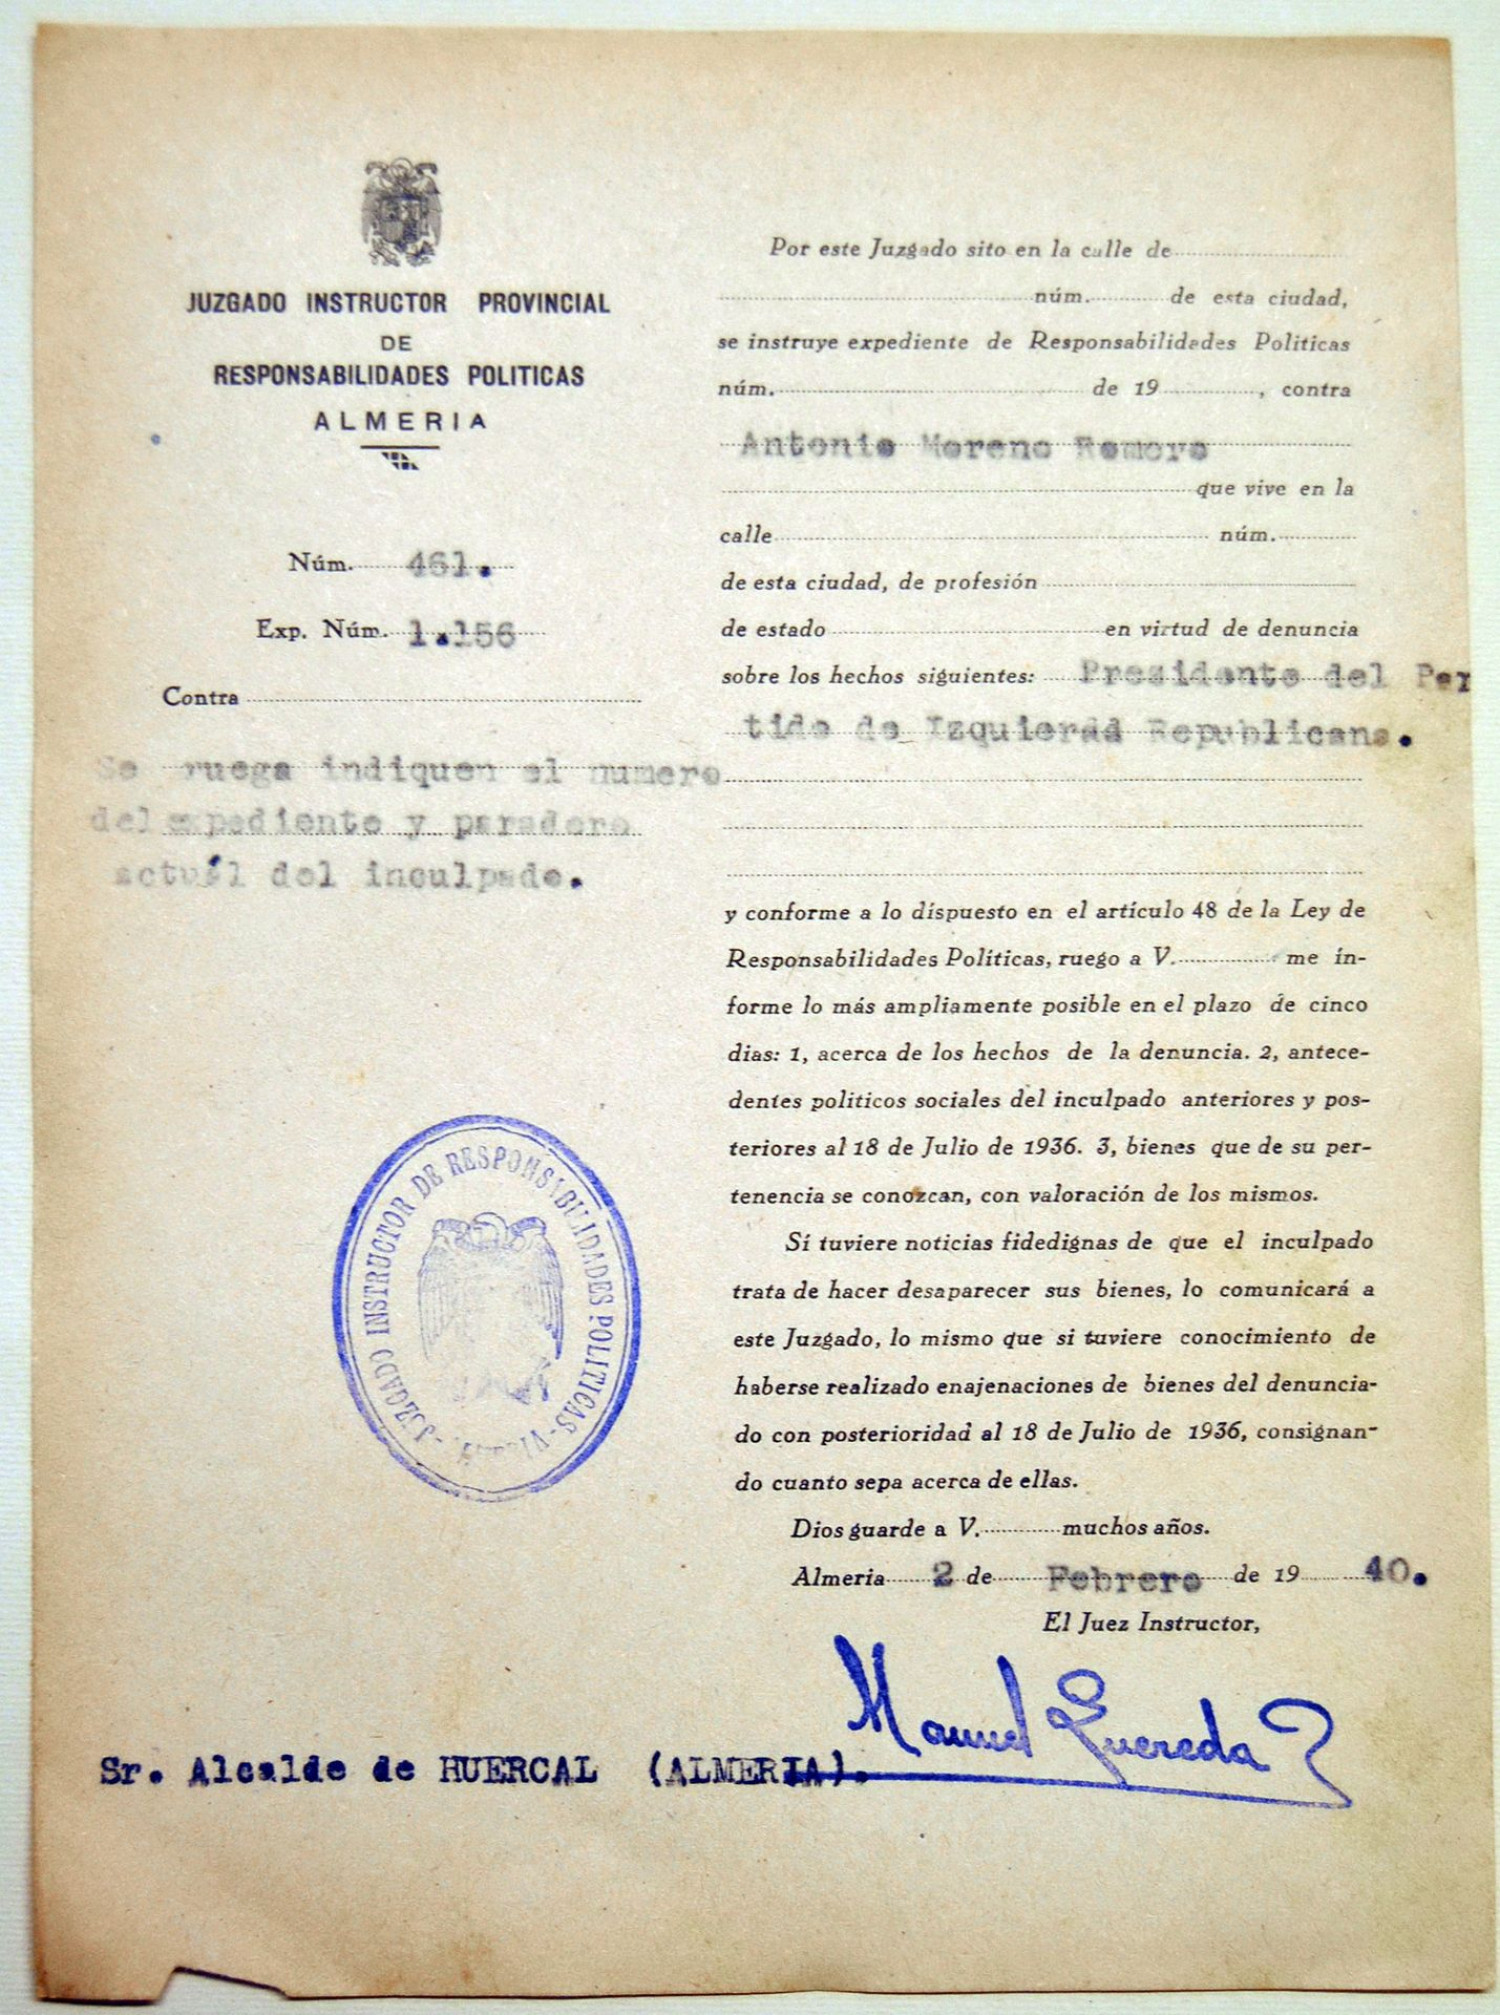 JUZGADO INSTRUCTOR PROVINCIAL
DE
RESPONSABILIDADES POLITICAS
ALMERIA
Núm. 461.
Exp. Núm. 1.156
Contra
Se ruega indiquen el numero
del expediente y paradero
actual del inculpado.
JUZGADO INSTRUCTOR DE RESPONSABILIDADES POLITICAS
Por este Juzgado sito en la calle de
núm. de esta ciudad,
se instruye expediente de Responsabilidades Politicas
núm. de 19 , contra
Antonio Moreno Romero
que vive en la
calle núm.
de esta ciudad, de profesión
de estado en virtud de denuncia
sobre los hechos siguientes: Presidente del Par
tido de Izquierad Republicana.
y conforme a lo dispuesto en el artículo 48 de la Ley de
Responsabilidades Políticas, ruego a V. me in-
forme lo más ampliamente posible en el plazo de cinco
dias: 1, acerca de los hechos de la denuncia. 2, antece-
dentes politicos sociales del inculpado anteriores y pos-
teriores al 18 de Julio de 1936. 3, bienes que de su per-
tenencia se conozcan, con valoración de los mismos.
Sí tuviere noticias fidedignas de que el inculpado
trata de hacer desaparecer sus bienes, lo comunicará a
este Juzgado, lo mismo que si tuviere conocimiento de
haberse realizado enajenaciones de bienes del denuncia-
do con posterioridad al 18 de Julio de 1936, consignan-
do cuanto sepa acerca de ellas.
Dios guarde a V. muchos años.
Almeria 2 de Febrero de 19 40.
El Juez Instructor,
Manuel Quereda
Sr. Alcalde de HUERCAL (ALMERIA).